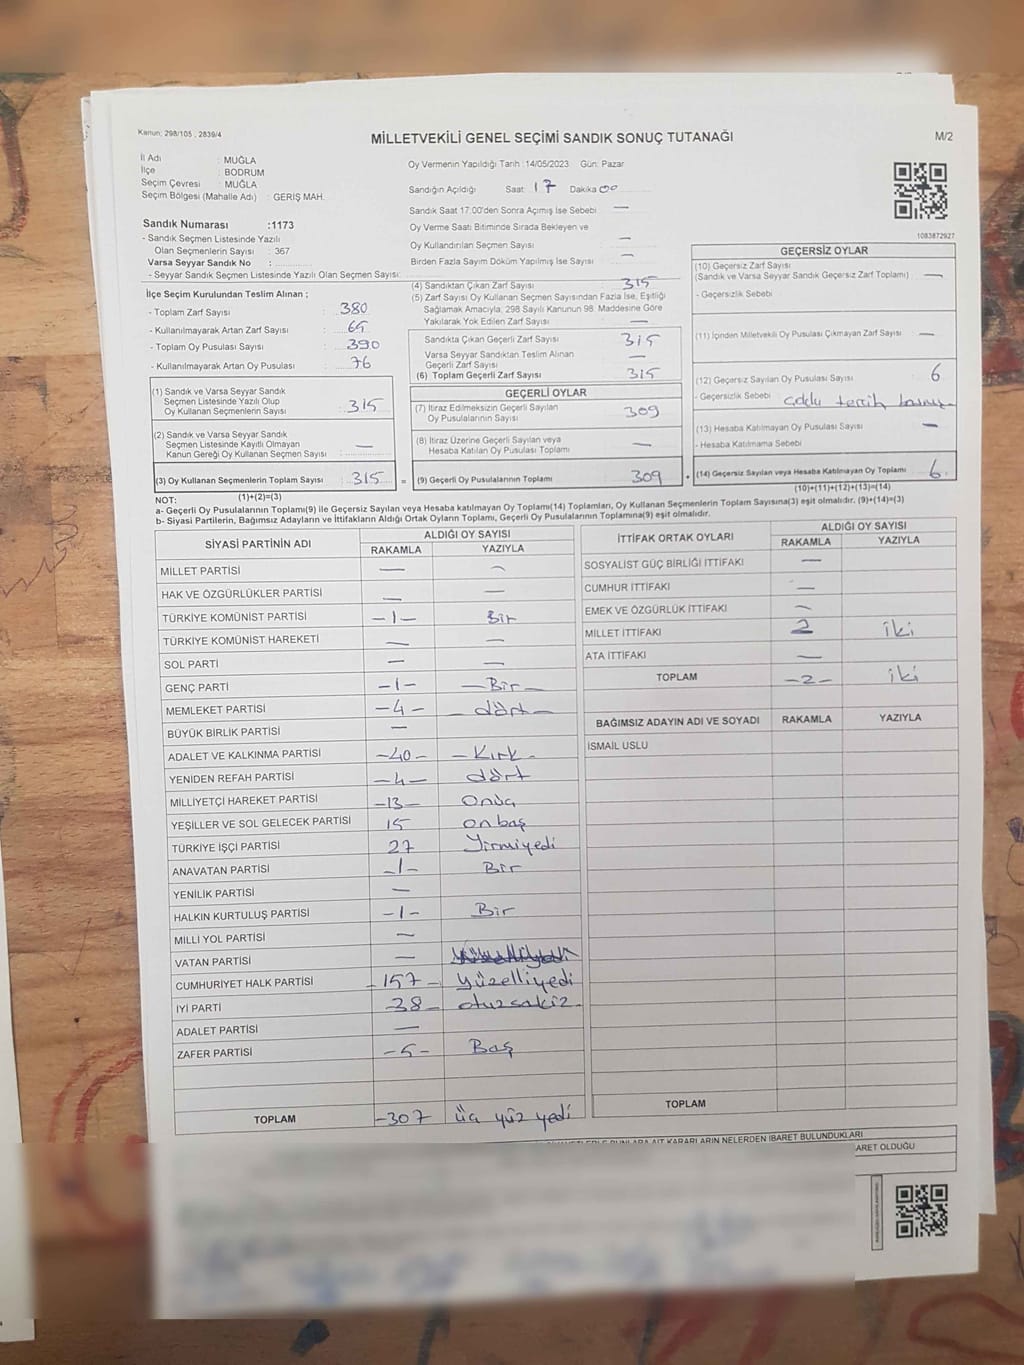 Kanun; 298/105 , 2839/4
MİLLETVEKİLİ GENEL SEÇİMİ SANDIK SONUÇ TUTANAĞI
M/2
İl Adı : MUĞLA
İlçe : BODRUM
Seçim Çevresi : MUĞLA
Seçim Bölgesi (Mahalle Adı) : GERİŞ MAH.
Oy Vermenin Yapıldığı Tarih :14/05/2023 Gün: Pazar
Sandığın Açıldığı Saat 17 Dakika 00
Sandık Saat 17:00'den Sonra Açımış İse Sebebi —
Oy Verme Saati Bitiminde Sırada Bekleyen ve
Oy Kullandırılan Seçmen Sayısı —
Birden Fazla Sayım Döküm Yapılmış İse Sayısı —
1083872927
Sandık Numarası :1173
- Sandık Seçmen Listesinde Yazılı
Olan Seçmenlerin Sayısı : 367
Varsa Seyyar Sandık No :
- Seyyar Sandık Seçmen Listesinde Yazılı Olan Seçmen Sayısı:
İlçe Seçim Kurulundan Teslim Alınan ;
- Toplam Zarf Sayısı : 380
- Kullanılmayarak Artan Zarf Sayısı : 65
- Toplam Oy Pusulası Sayısı : 390
- Kullanılmayarak Artan Oy Pusulası : 76
(1) Sandık ve Varsa Seyyar Sandık
Seçmen Listesinde Yazılı Olup
Oy Kullanan Seçmenlerin Sayısı : 315
(2) Sandık ve Varsa Seyyar Sandık
Seçmen Listesinde Kayıtlı Olmayan
Kanun Gereği Oy Kullanan Seçmen Sayısı : —
(3) Oy Kullanan Seçmenlerin Toplam Sayısı : 315
(1)+(2)=(3)
(4) Sandıktan Çıkan Zarf Sayısı : 315
(5) Zarf Sayısı Oy Kullanan Seçmen Sayısından Fazla İse, Eşitliği
Sağlamak Amacıyla, 298 Sayılı Kanunun 98. Maddesine Göre
Yakılarak Yok Edilen Zarf Sayısı : —
Sandıkta Çıkan Geçerli Zarf Sayısı : 315
Varsa Seyyar Sandıktan Teslim Alınan
Geçerli Zarf Sayısı : —
(6) Toplam Geçerli Zarf Sayısı : 315
GEÇERLİ OYLAR
(7) İtiraz Edilmeksizin Geçerli Sayılan
Oy Pusulalarının Sayısı : 309
(8) İtiraz Üzerine Geçerli Sayılan veya
Hesaba Katılan Oy Pusulası Toplamı : —
= (9) Geçerli Oy Pusulalarının Toplamı : 309
GEÇERSİZ OYLAR
(10) Geçersiz Zarf Sayısı
(Sandık ve Varsa Seyyar Sandık Geçersiz Zarf Toplamı) : —
- Geçersizlik Sebebi
(11) İçinden Milletvekili Oy Pusulası Çıkmayan Zarf Sayısı : —
(12) Geçersiz Sayılan Oy Pusulası Sayısı : 6
- Geçersizlik Sebebi : tercih
(13) Hesaba Katılmayan Oy Pusulası Sayısı : —
- Hesaba Katılmama Sebebi
+ (14) Geçersiz Sayılan veya Hesaba Katılmayan Oy Toplamı : 6
(10)+(11)+(12)+(13)=(14)
NOT:
a- Geçerli Oy Pusulalarının Toplamı(9) ile Geçersiz Sayılan veya Hesaba katılmayan Oy Toplamı(14) Toplamları, Oy Kullanan Seçmenlerin Toplam Sayısına(3) eşit olmalıdır. (9)+(14)=(3)
b- Siyasi Partilerin, Bağımsız Adayların ve İttifakların Aldığı Ortak Oyların Toplamı, Geçerli Oy Pusulalarının Toplamına(9) eşit olmalıdır.
SİYASİ PARTİNİN ADI
ALDIĞI OY SAYISI
RAKAMLA YAZIYLA
MİLLET PARTİSİ — —
HAK VE ÖZGÜRLÜKLER PARTİSİ — —
TÜRKİYE KOMÜNİST PARTİSİ -1- Bir
TÜRKİYE KOMÜNİST HAREKETİ — —
SOL PARTİ — —
GENÇ PARTİ -1- -Bir-
MEMLEKET PARTİSİ -4- -dört-
BÜYÜK BİRLİK PARTİSİ —
ADALET VE KALKINMA PARTİSİ -40- -Kırk-
YENİDEN REFAH PARTİSİ -4- dört
MİLLİYETÇİ HAREKET PARTİSİ -13- Onüç
YEŞİLLER VE SOL GELECEK PARTİSİ 15 onbeş
TÜRKİYE İŞÇİ PARTİSİ 27 Yirmiyedi
ANAVATAN PARTİSİ -1- Bir
YENİLİK PARTİSİ —
HALKIN KURTULUŞ PARTİSİ -1- Bir
MİLLİ YOL PARTİSİ —
VATAN PARTİSİ —
CUMHURİYET HALK PARTİSİ -157- yüzelliyedi
İYİ PARTİ -38- otuzsekiz-
ADALET PARTİSİ —
ZAFER PARTİSİ -5- Beş
TOPLAM -307 üç yüz yedi
İTTİFAK ORTAK OYLARI
ALDIĞI OY SAYISI
RAKAMLA YAZIYLA
SOSYALİST GÜÇ BİRLİĞİ İTTİFAKI —
CUMHUR İTTİFAKI —
EMEK VE ÖZGÜRLÜK İTTİFAKI —
MİLLET İTTİFAKI 2 iki
ATA İTTİFAKI —
TOPLAM -2- iki
BAĞIMSIZ ADAYIN ADI VE SOYADI RAKAMLA YAZIYLA
İSMAİL USLU
TOPLAM
BUNLARA AİT KARARLARIN NELERDEN İBARET BULUNDUKLARI
ARET OLDUĞU